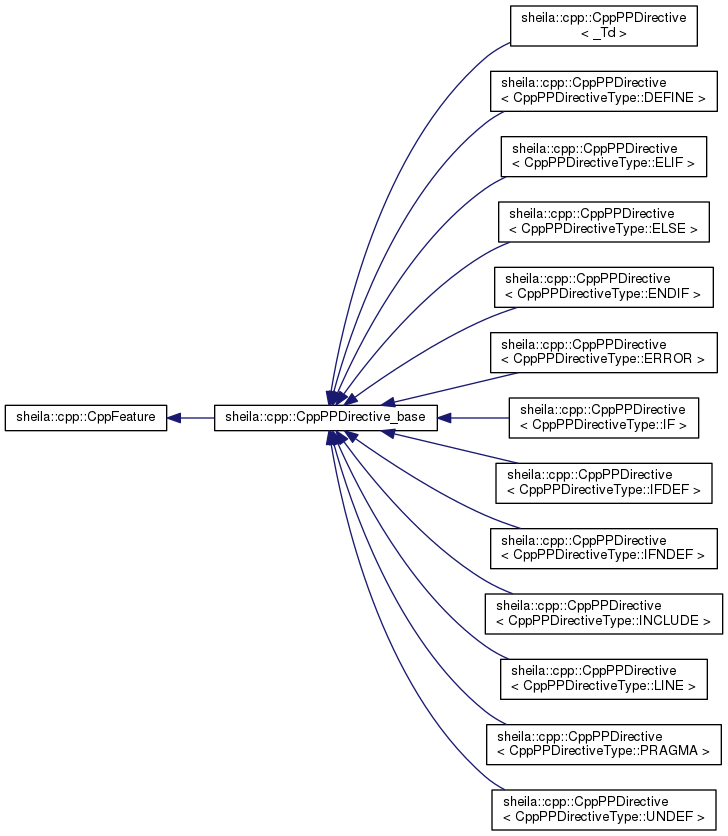 sheila::cpp::CppPPDirective
< _Td >
sheila::cpp::CppPPDirective
< CppPPDirectiveType::DEFINE >
sheila::cpp::CppPPDirective
< CppPPDirectiveType::ELIF >
sheila::cpp::CppPPDirective
< CppPPDirectiveType::ELSE >
sheila::cpp::CppPPDirective
< CppPPDirectiveType::ENDIF >
sheila::cpp::CppPPDirective
< CppPPDirectiveType::ERROR >
sheila::cpp::CppFeature
sheila::cpp::CppPPDirective_base
sheila::cpp::CppPPDirective
< CppPPDirectiveType::IF >
sheila::cpp::CppPPDirective
< CppPPDirectiveType::IFDEF >
sheila::cpp::CppPPDirective
< CppPPDirectiveType::IFNDEF >
sheila::cpp::CppPPDirective
< CppPPDirectiveType::INCLUDE >
sheila::cpp::CppPPDirective
< CppPPDirectiveType::LINE >
sheila::cpp::CppPPDirective
< CppPPDirectiveType::PRAGMA >
sheila::cpp::CppPPDirective
< CppPPDirectiveType::UNDEF >